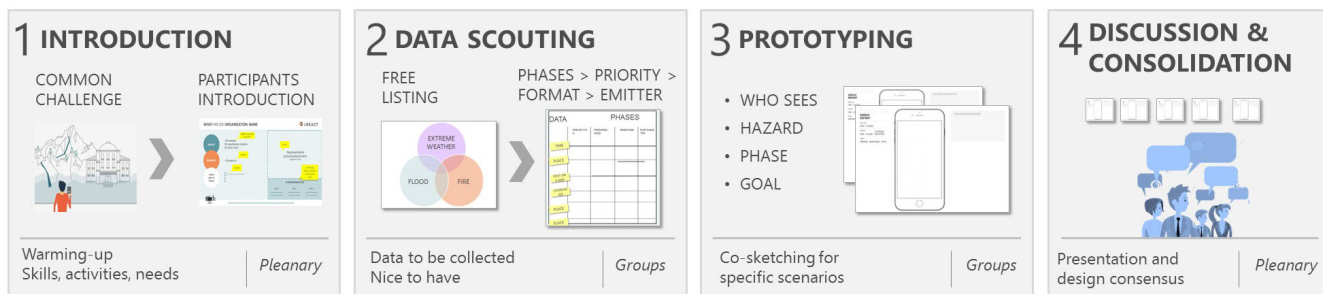 1 INTRODUCTION
COMMON
CHALLENGE
PARTICIPANTS
INTRODUCTION
Warming-up
Skills, activities, needs
Pleanary
2 DATA SCOUTING
FREE
LISTING
PHASES > PRIORITY >
FORMAT > EMITTER
EXTREME
WEATHER
FLOOD
FIRE
DATA
PHASES
Data to be collected
Nice to have
Groups
3 PROTOTYPING
• WHO SEES
• HAZARD
• PHASE
• GOAL
Co-sketching for
specific scenarios
Groups
4 DISCUSSION &
CONSOLIDATION
Presentation and
design consensus
Pleanary